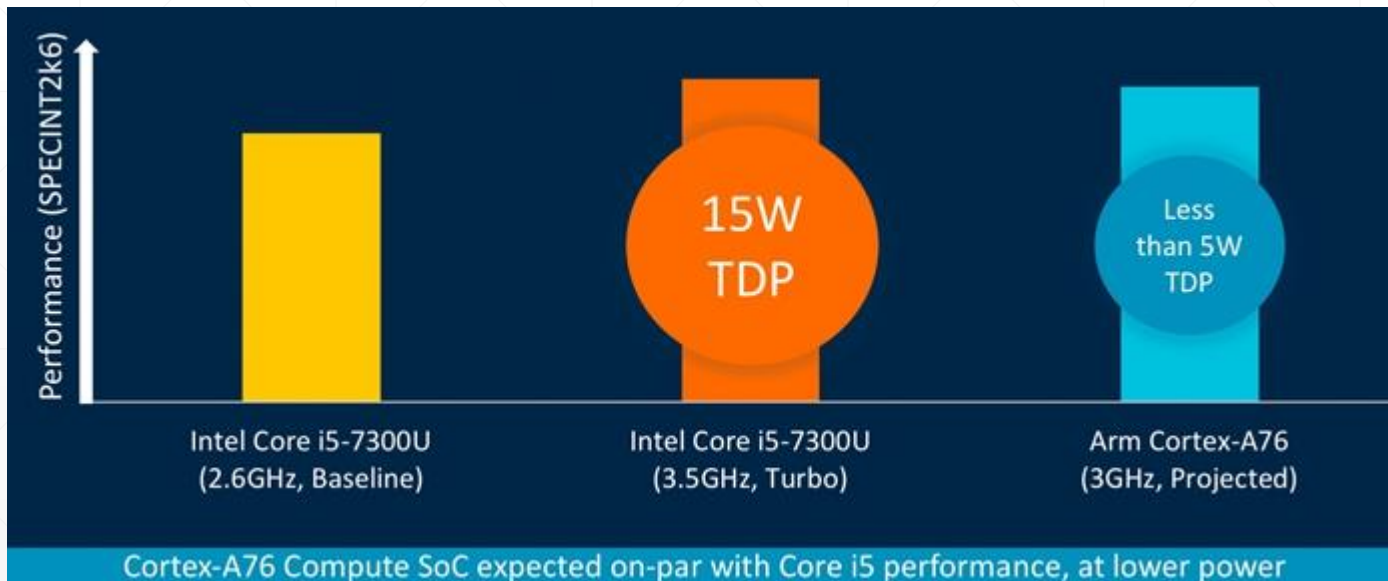 Performance (SPECINT2k6)
15W
TDP
Less
than 5W
TDP
Intel Core i5-7300U
(2.6GHz, Baseline)
Intel Core i5-7300U
(3.5GHz, Turbo)
Arm Cortex-A76
(3GHz, Projected)
Cortex-A76 Compute SoC expected on-par with Core i5 performance, at lower power